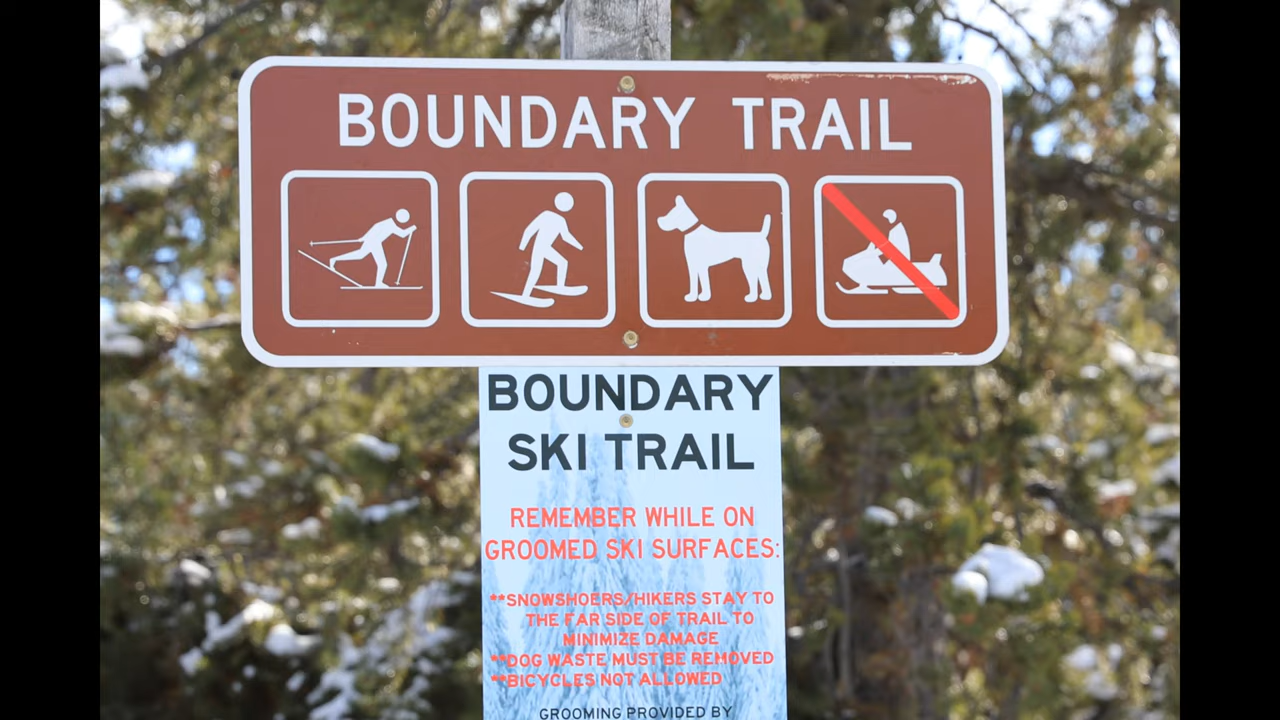 BOUNDARY TRAIL
BOUNDARY
SKI TRAIL
REMEMBER WHILE ON
GROOMED SKI SURFACES:
**SNOWSHOERS/HIKERS STAY TO
THE FAR SIDE OF TRAIL TO
MINIMIZE DAMAGE
**DOG WASTE MUST BE REMOVED
**BICYCLES NOT ALLOWED
GROOMING PROVIDED BY